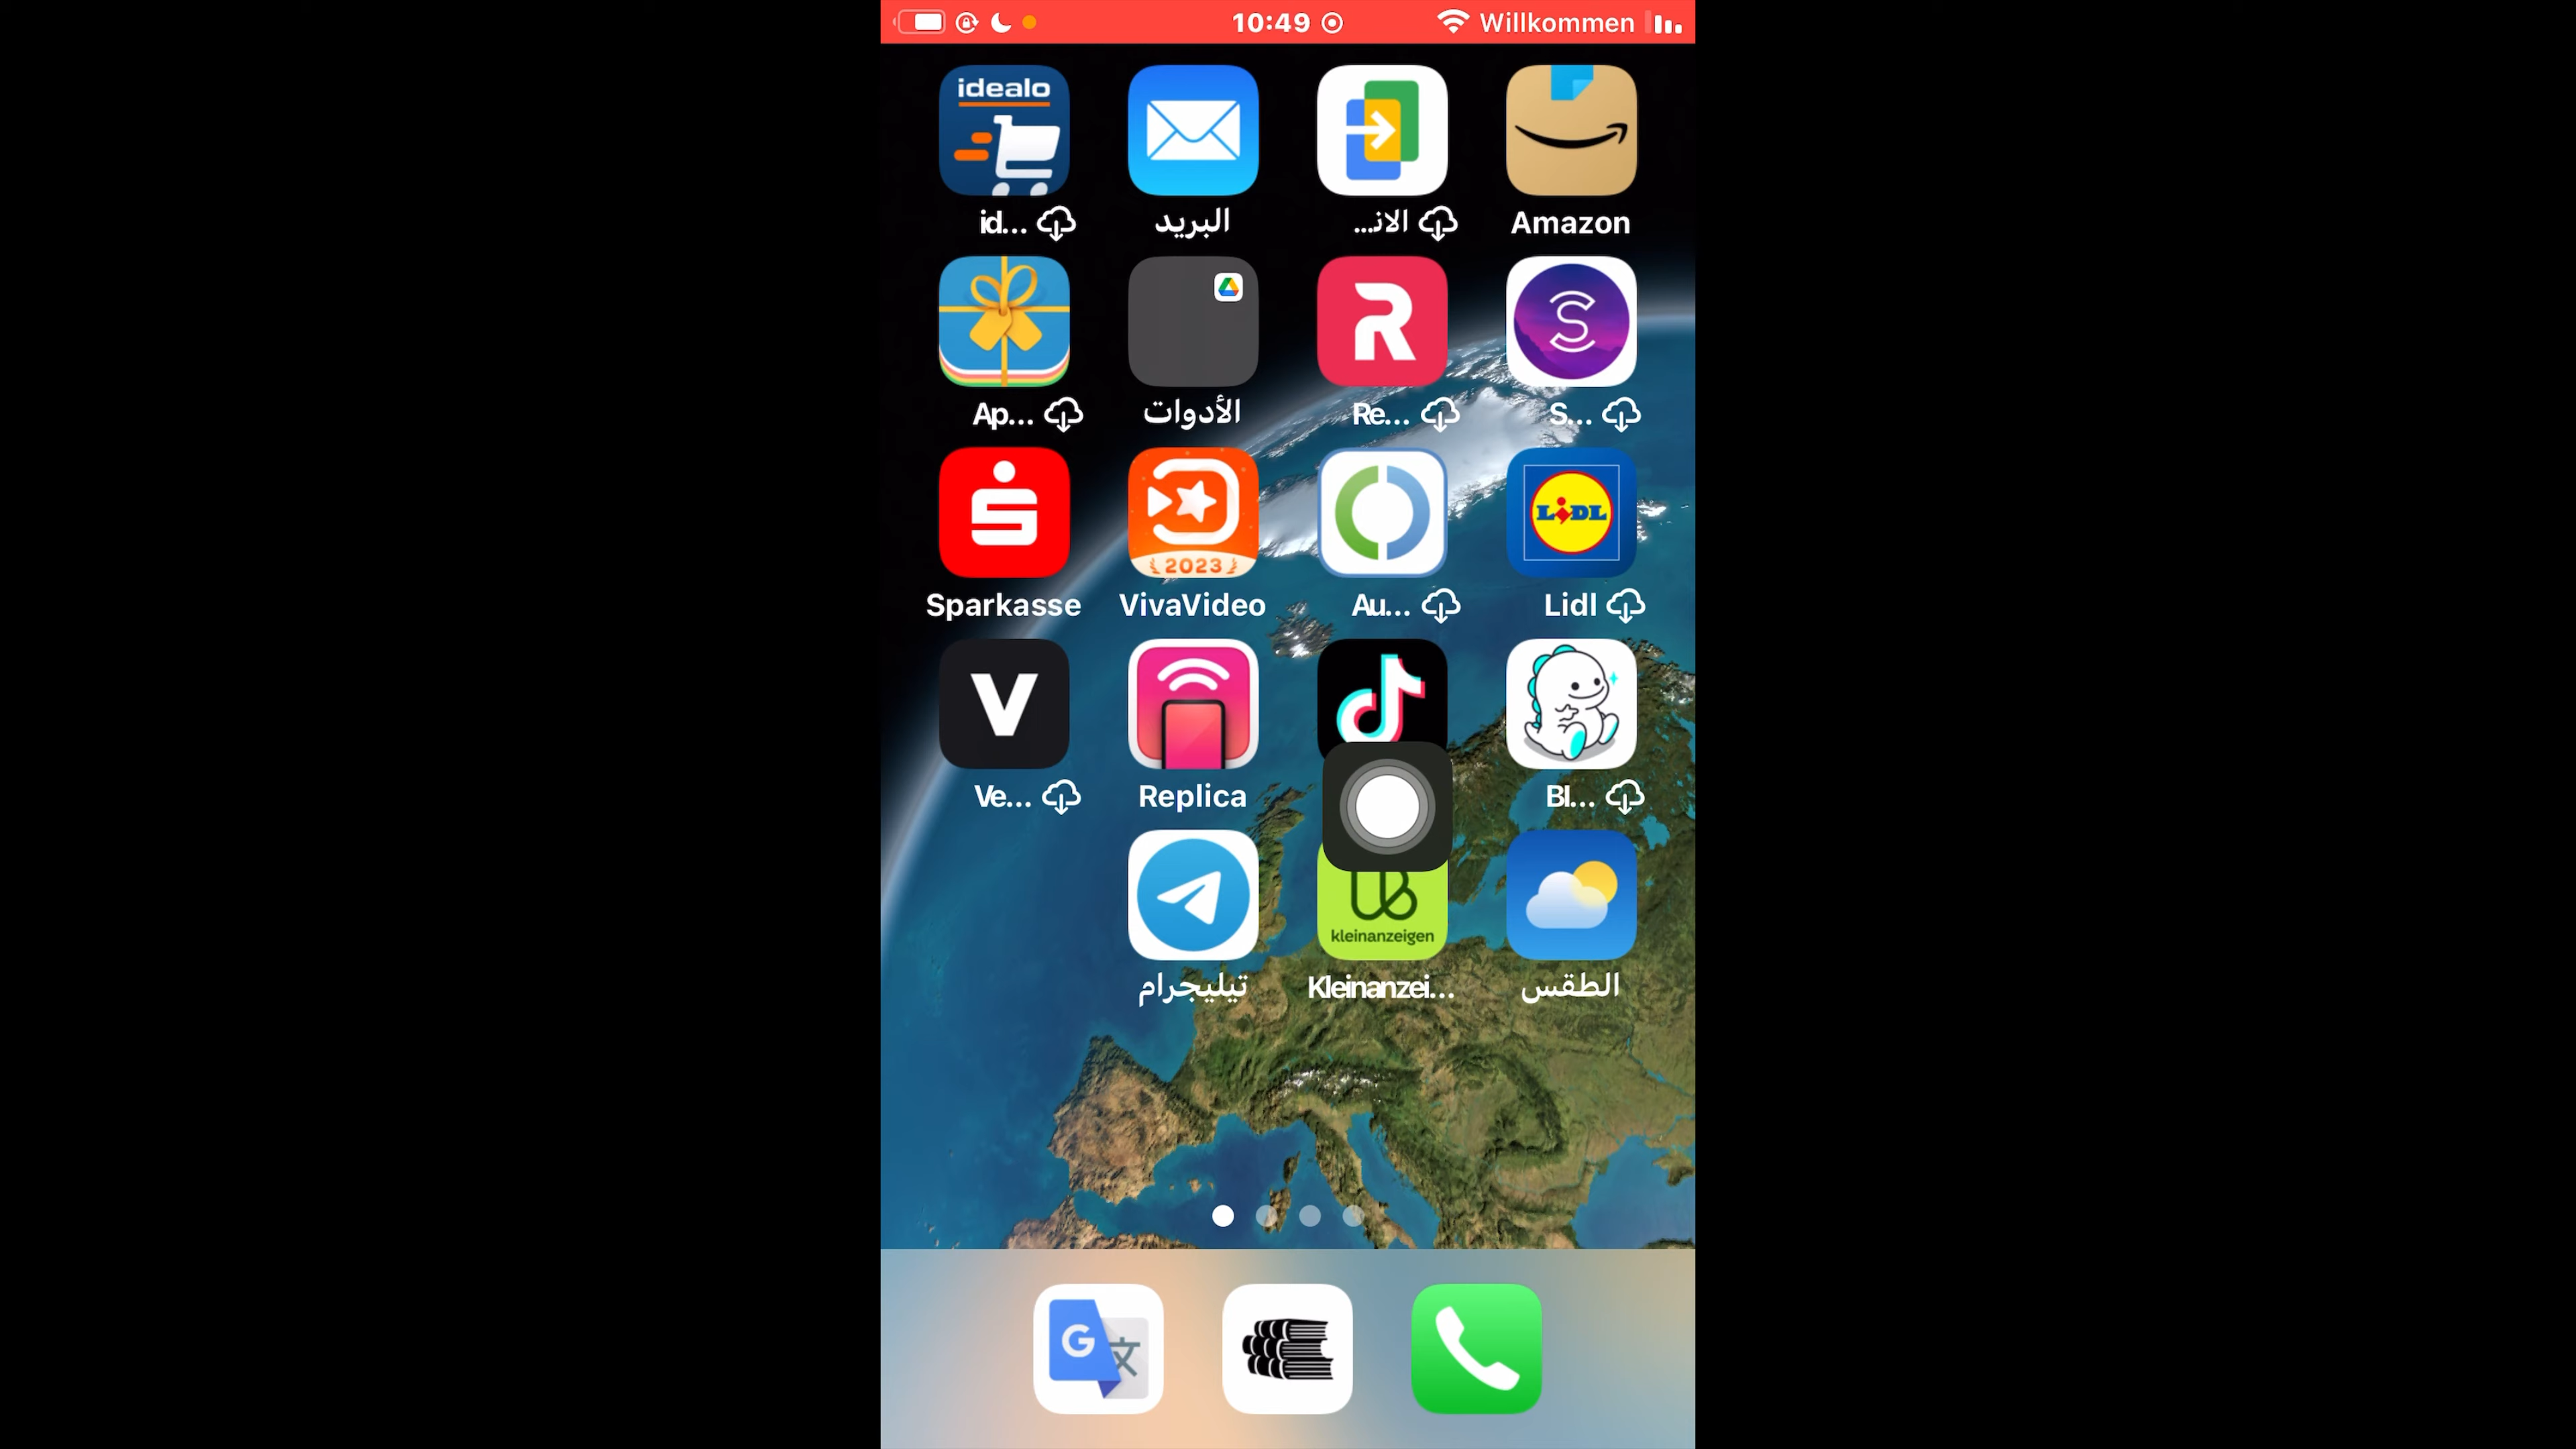 10:49 Willkommen
idealo
id... البريد الانـ... Amazon
Ap... الأدوات Re... S...
2023 LIDL
Sparkasse VivaVideo Au... Lidl
V
Ve... Replica Bl...
kleinanzeigen
تيليجرام Kleinanzei... الطقس
G 文